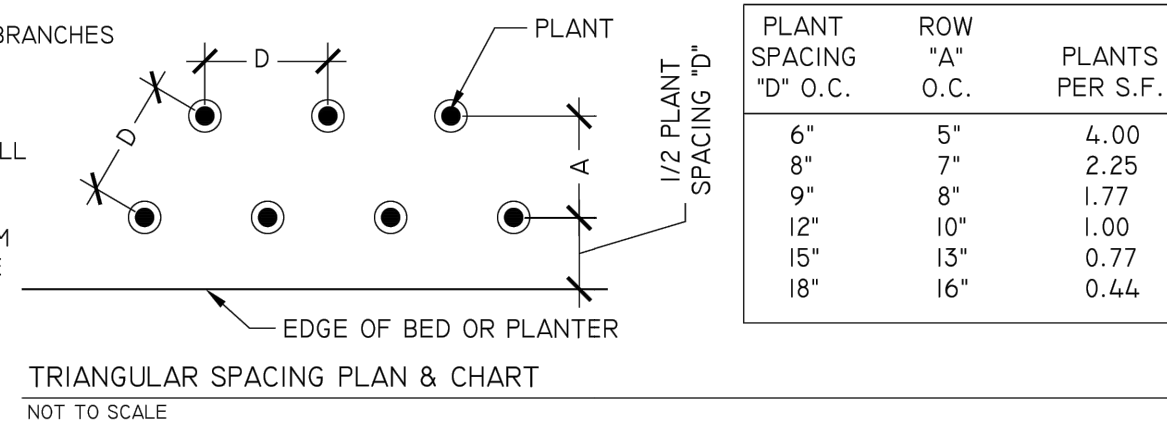 BRANCHES
D
PLANT
D
A
1/2 PLANT
SPACING "D"
EDGE OF BED OR PLANTER
PLANT SPACING "D" O.C. ROW "A" O.C. PLANTS PER S.F.
6" 5" 4.00
8" 7" 2.25
9" 8" 1.77
12" 10" 1.00
15" 13" 0.77
18" 16" 0.44
TRIANGULAR SPACING PLAN & CHART
NOT TO SCALE